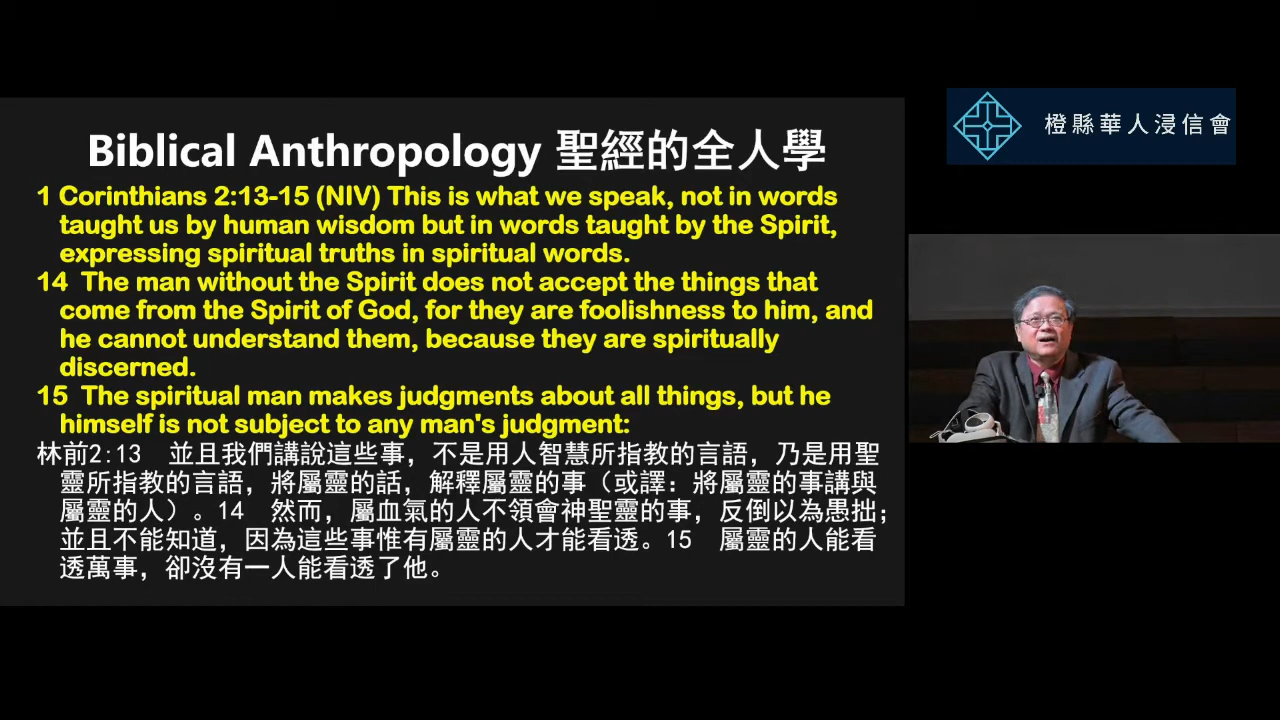 Biblical Anthropology 聖經的全人學
1 Corinthians 2:13-15 (NIV) This is what we speak, not in words
taught us by human wisdom but in words taught by the Spirit,
expressing spiritual truths in spiritual words.
14 The man without the Spirit does not accept the things that
come from the Spirit of God, for they are foolishness to him, and
he cannot understand them, because they are spiritually
discerned.
15 The spiritual man makes judgments about all things, but he
himself is not subject to any man's judgment:
林前2:13 並且我們講說這些事，不是用人智慧所指教的言語，乃是用聖
靈所指教的言語，將屬靈的話，解釋屬靈的事（或譯：將屬靈的事講與
屬靈的人）。14 然而，屬血氣的人不領會神聖靈的事，反倒以為愚拙；
並且不能知道，因為這些事惟有屬靈的人才能看透。15 屬靈的人能看
透萬事，卻沒有一人能看透了他。
橙縣華人浸信會